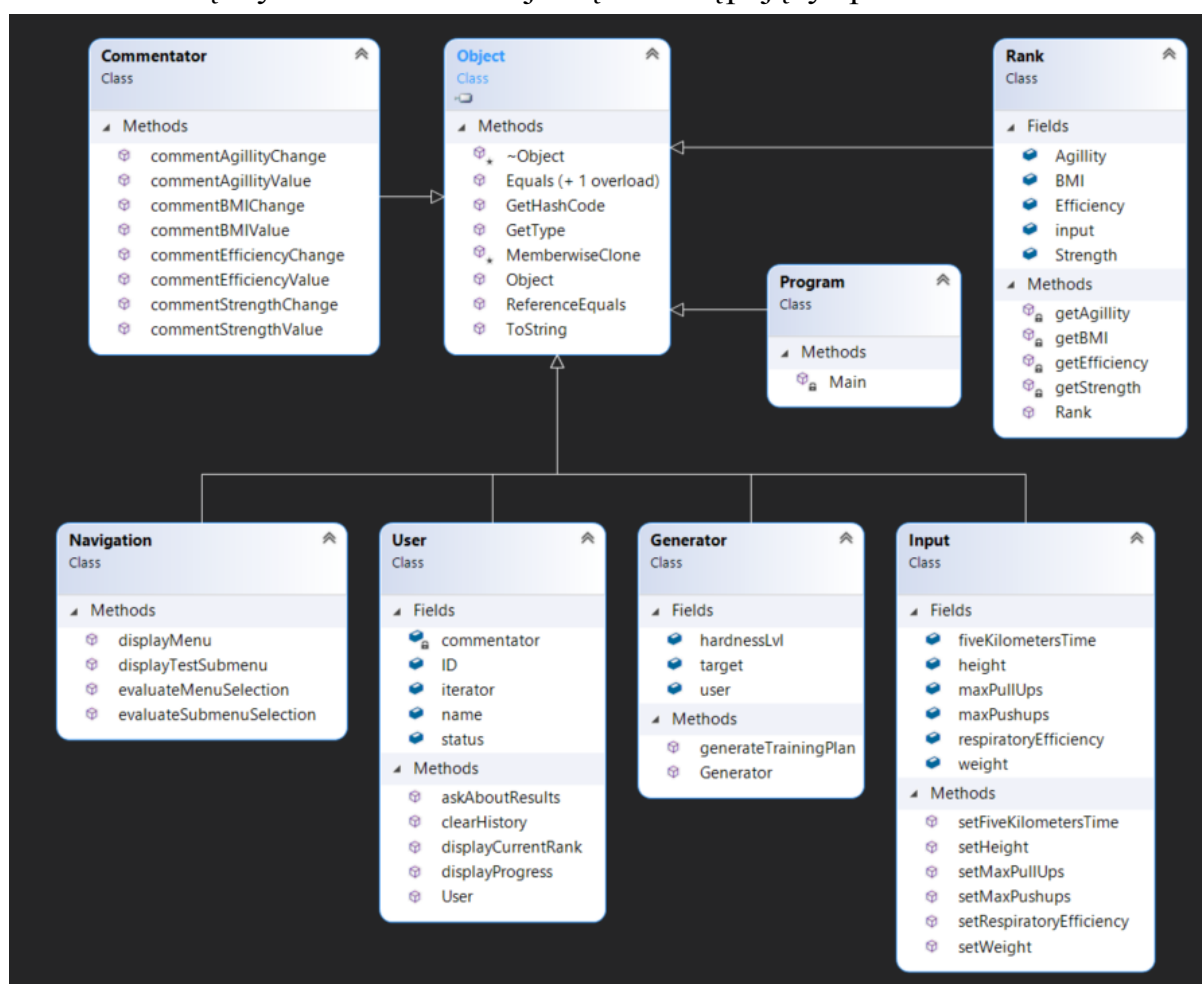 Commentator
Class
Methods
commentAgillityChange
commentAgillityValue
commentBMIChange
commentBMIValue
commentEfficiencyChange
commentEfficiencyValue
commentStrengthChange
commentStrengthValue
Object
Class
Methods
~Object
Equals (+ 1 overload)
GetHashCode
GetType
MemberwiseClone
Object
ReferenceEquals
ToString
Program
Class
Methods
Main
Rank
Class
Fields
Agillity
BMI
Efficiency
input
Strength
Methods
getAgillity
getBMI
getEfficiency
getStrength
Rank
Navigation
Class
Methods
displayMenu
displayTestSubmenu
evaluateMenuSelection
evaluateSubmenuSelection
User
Class
Fields
commentator
ID
iterator
name
status
Methods
askAboutResults
clearHistory
displayCurrentRank
displayProgress
User
Generator
Class
Fields
hardnessLvl
target
user
Methods
generateTrainingPlan
Generator
Input
Class
Fields
fiveKilometersTime
height
maxPullUps
maxPushups
respiratoryEfficiency
weight
Methods
setFiveKilometersTime
setHeight
setMaxPullUps
setMaxPushups
setRespiratoryEfficiency
setWeight